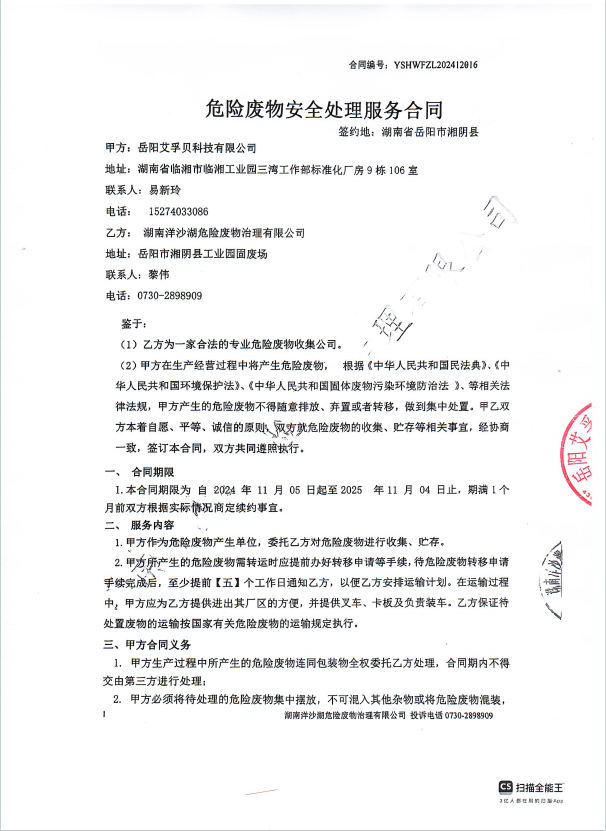 合同编号：YSHWFZL202412016
危险废物安全处理服务合同
签约地：湖南省岳阳市湘阴县
甲方：岳阳艾孚贝科技有限公司
地址：湖南省临湘市临湘工业园三湾工作部标准化厂房9栋106室
联系人：易新玲
电话： 15274033086
乙方： 湖南洋沙湖危险废物治理有限公司
地址：岳阳市湘阴县工业园固废场
联系人：黎伟
电话：0730-2898909
鉴于：
（1）乙方为一家合法的专业危险废物收集公司。
（2）甲方在生产经营过程中将产生危险废物， 根据《中华人民共和国民法典》、《中
华人民共和国环境保护法》、《中华人民共和国固体废物污染环境防治法 》、等相关法
律法规，甲方产生的危险废物不得随意排放、弃置或者转移，做到集中处置。甲乙双
方本着自愿、平等、诚信的原则，双方就危险废物的收集、贮存等相关事宜，经协商
一致，签订本合同，双方共同遵照执行。
一、 合同期限
1.本合同期限为 自 2024 年 11 月 05 日起至2025 年 11 月 04 日止，期满1个
月前双方根据实际情况商定续约事宜。
二、 服务内容
1.甲方作为危险废物产生单位，委托乙方对危险废物进行收集、贮存。
2.甲方所产生的危险废物需转运时应提前办好转移申请等手续，待危险废物转移申请
手续完成后，至少提前【五】个工作日通知乙方，以便乙方安排运输计划。在运输过程
中，甲方应为乙方提供进出其厂区的方便，并提供叉车、卡板及负责装车。乙方保证待
处置废物的运输按国家有关危险废物的运输规定执行。
三、甲方合同义务
1. 甲方生产过程中所产生的危险废物连同包装物全权委托乙方处理，合同期内不得
交由第三方进行处理；
2. 甲方必须将待处理的危险废物集中摆放，不可混入其他杂物或将危险废物混装，
1
湖南洋沙湖危险废物治理有限公司 投诉电话 0730-2898909
岳阳艾孚
湖南洋沙湖
理
公司
CS 扫描全能王
3亿人都在用的扫描App